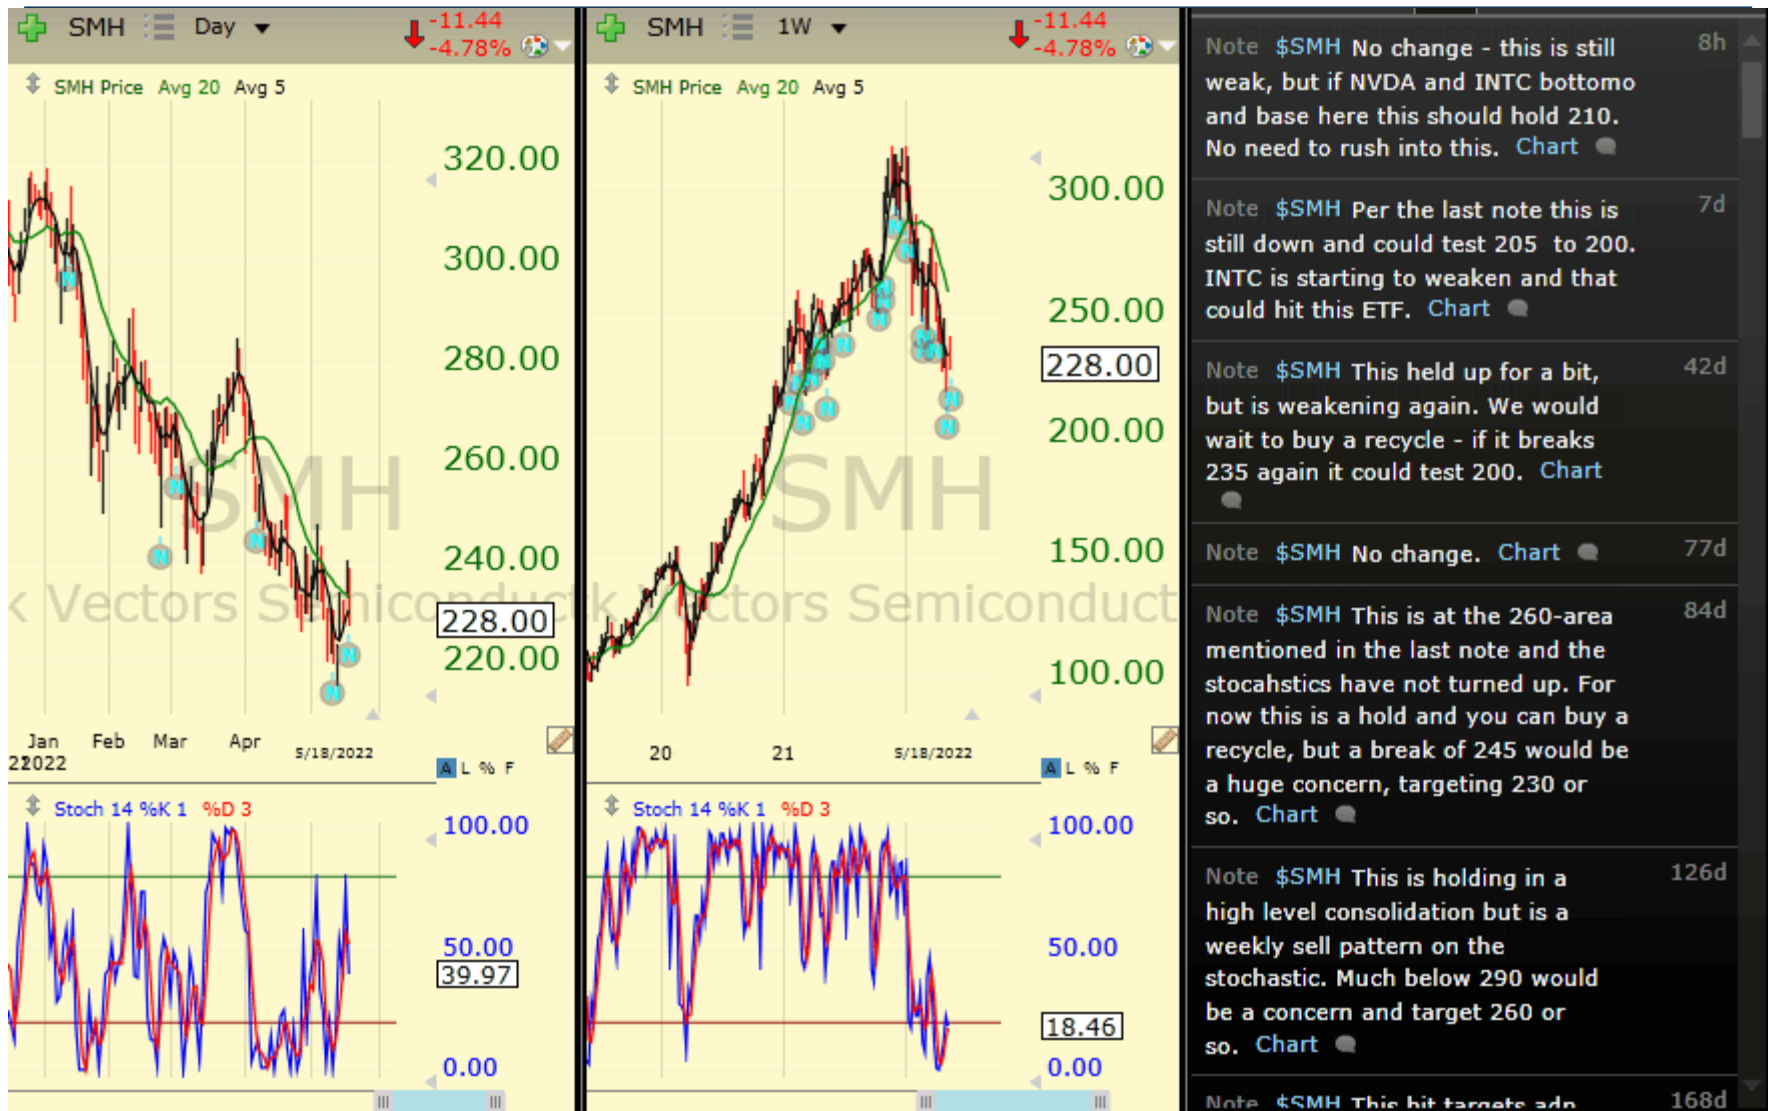 SMH Day
-11.44
-4.78%
SMH Price Avg 20 Avg 5
320.00
300.00
280.00
260.00
240.00
228.00
220.00
SMH
k Vectors Semiconduct
N
N
N
N
N
N
Jan Feb Mar Apr 5/18/2022
2022
A L % F
Stoch 14 %K 1 %D 3
100.00
50.00
39.97
0.00
SMH 1W
-11.44
-4.78%
SMH Price Avg 20 Avg 5
300.00
250.00
228.00
200.00
150.00
100.00
SMH
k Vectors Semiconduct
20 21 5/18/2022
A L % F
Stoch 14 %K 1 %D 3
100.00
50.00
18.46
0.00
Note $SMH No change - this is still 8h
weak, but if NVDA and INTC bottomo
and base here this should hold 210.
No need to rush into this. Chart
Note $SMH Per the last note this is 7d
still down and could test 205 to 200.
INTC is starting to weaken and that
could hit this ETF. Chart
Note $SMH This held up for a bit, 42d
but is weakening again. We would
wait to buy a recycle - if it breaks
235 again it could test 200. Chart
Note $SMH No change. Chart 77d
Note $SMH This is at the 260-area 84d
mentioned in the last note and the
stocahstics have not turned up. For
now this is a hold and you can buy a
recycle, but a break of 245 would be
a huge concern, targeting 230 or
so. Chart
Note $SMH This is holding in a 126d
high level consolidation but is a
weekly sell pattern on the
stochastic. Much below 290 would
be a concern and target 260 or
so. Chart
Note $SMH This hit targets adn 168d